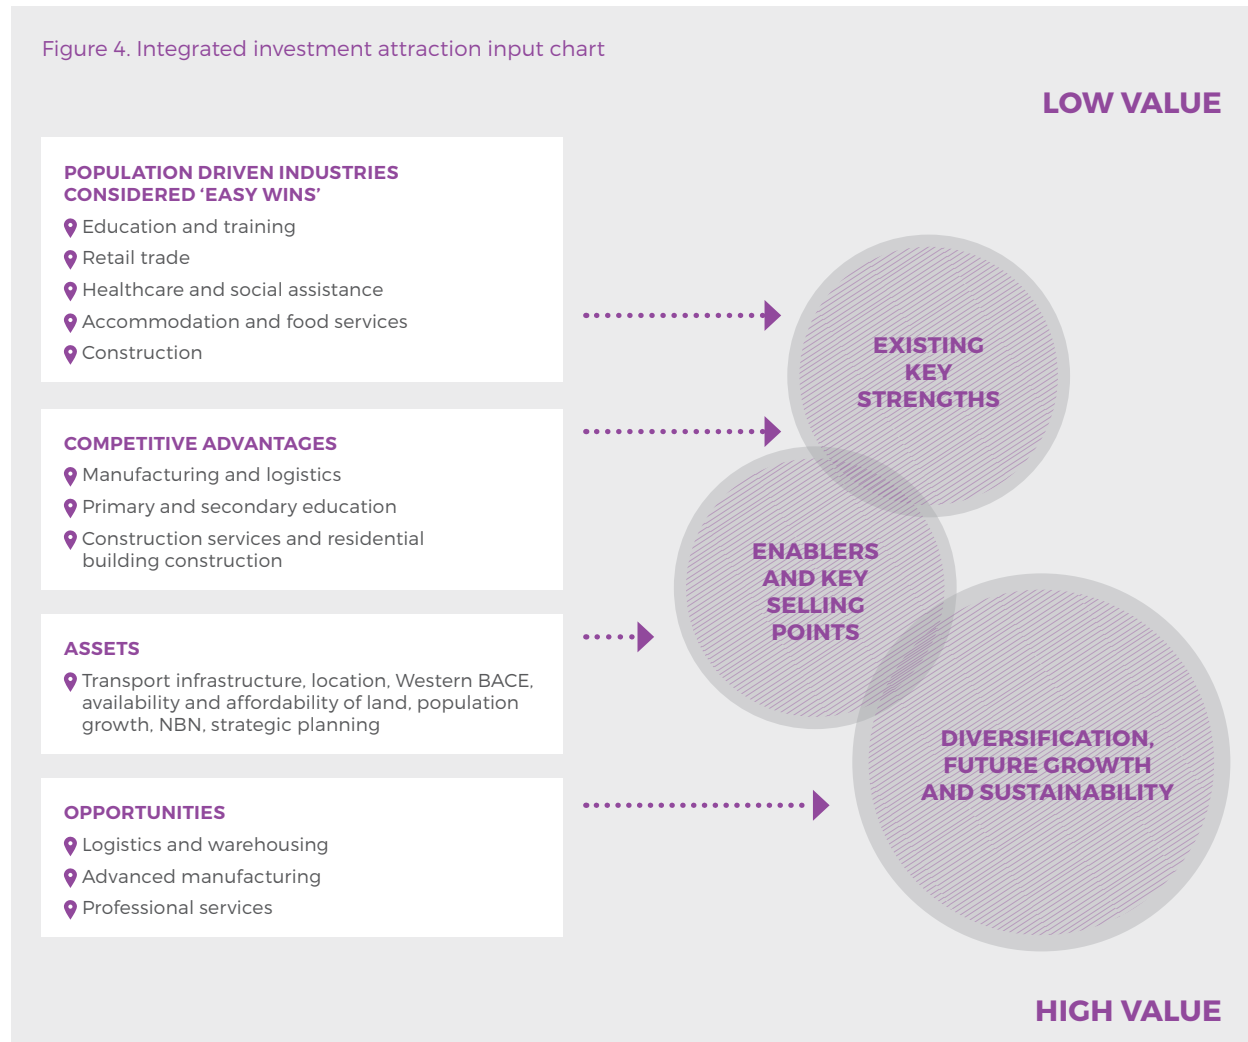 Figure 4. Integrated investment attraction input chart
LOW VALUE
POPULATION DRIVEN INDUSTRIES
CONSIDERED ‘EASY WINS’
Education and training
Retail trade
Healthcare and social assistance
Accommodation and food services
Construction
COMPETITIVE ADVANTAGES
Manufacturing and logistics
Primary and secondary education
Construction services and residential
building construction
ASSETS
Transport infrastructure, location, Western BACE,
availability and affordability of land, population
growth, NBN, strategic planning
OPPORTUNITIES
Logistics and warehousing
Advanced manufacturing
Professional services
EXISTING
KEY
STRENGTHS
ENABLERS
AND KEY
SELLING
POINTS
DIVERSIFICATION,
FUTURE GROWTH
AND SUSTAINABILITY
HIGH VALUE